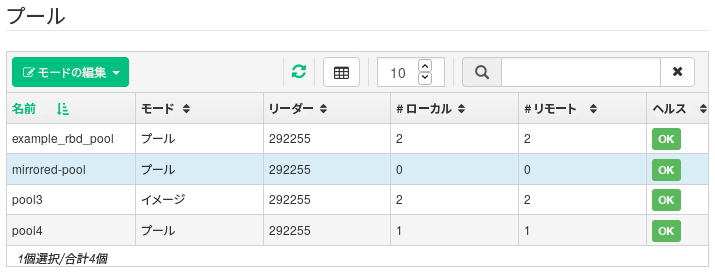 プール
モードの編集 10
名前 モード リーダー # ローカル # リモート ヘルス
example_rbd_pool プール 292255 2 2 OK
mirrored-pool プール 292255 0 0 OK
pool3 イメージ 292255 2 2 OK
pool4 プール 292255 1 1 OK
1個選択/合計4個